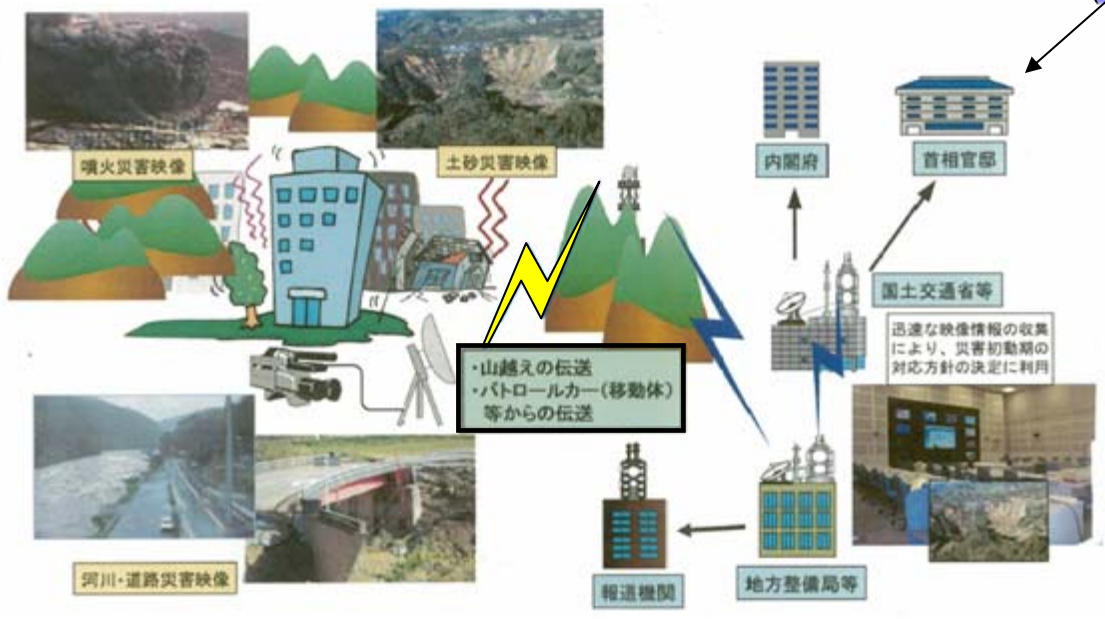 噴火災害映像
土砂災害映像
内閣府
首相官邸
国土交通省等
迅速な映像情報の収集
により、災害初動期の
対応方針の決定に利用
・山越えの伝送
・パトロールカー(移動体)
等からの伝送
河川・道路災害映像
報道機関
地方整備局等